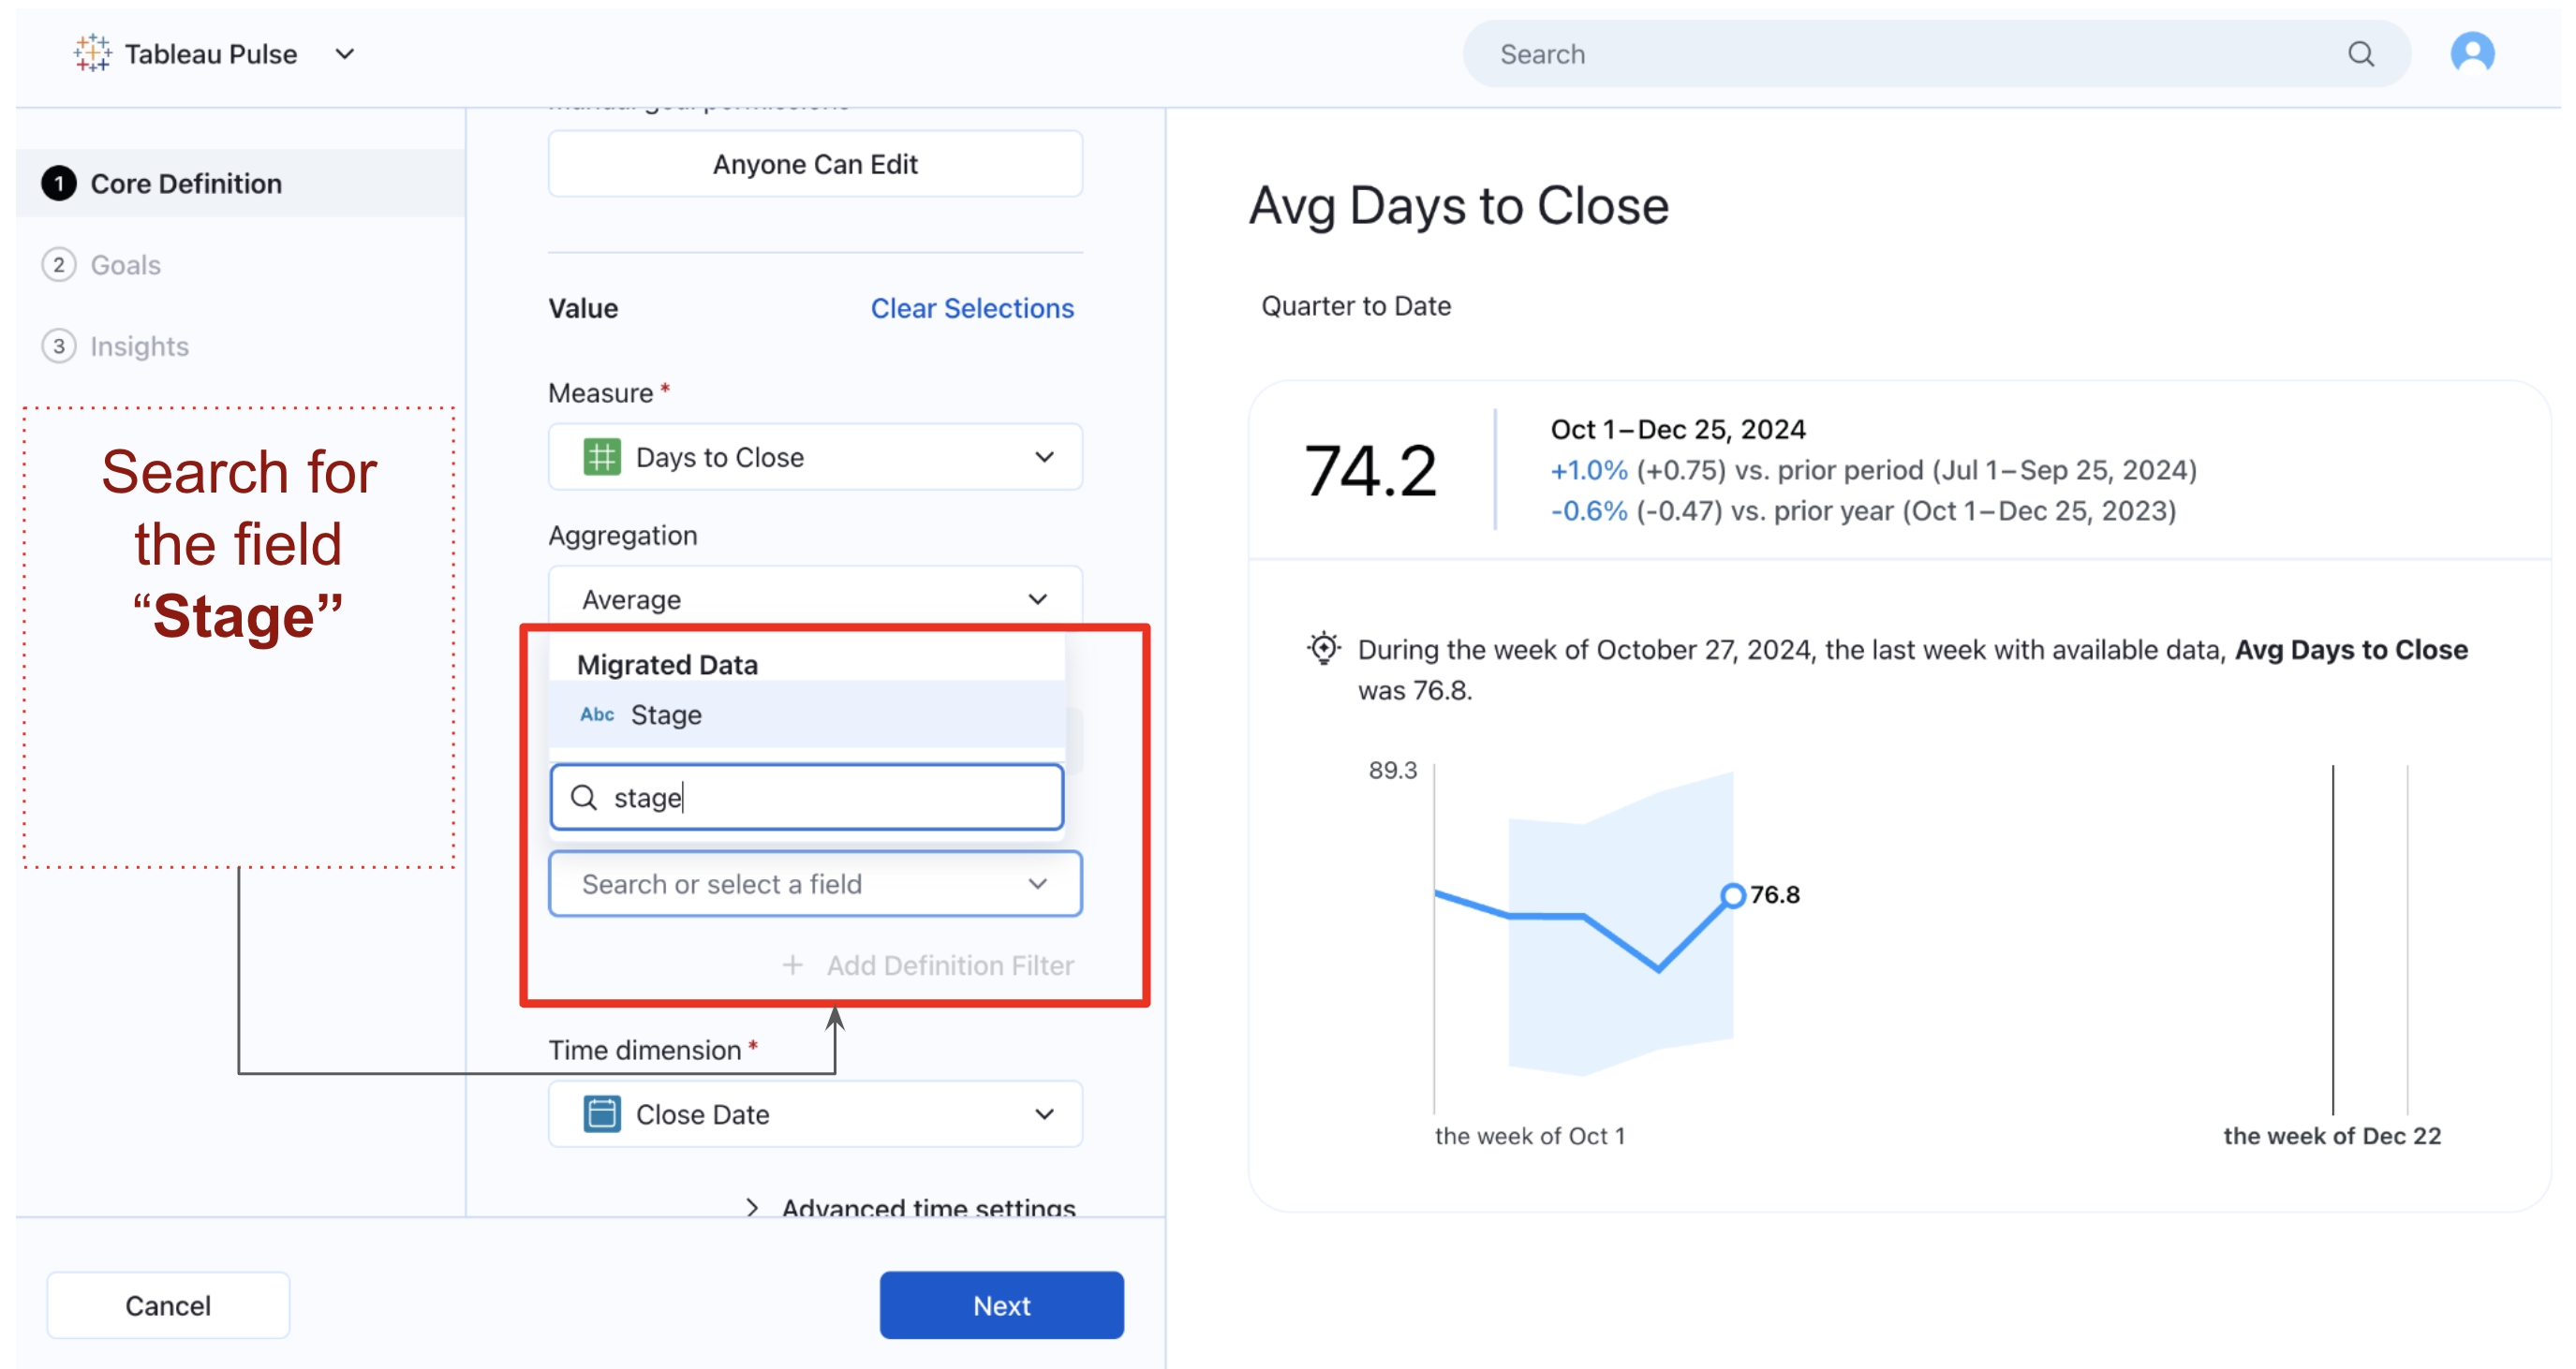 Tableau Pulse
Search
Manual goal permissions
Anyone Can Edit
1 Core Definition
2 Goals
3 Insights
Search for
the field
“Stage”
Value
Clear Selections
Measure *
Days to Close
Aggregation
Average
Migrated Data
Abc Stage
stage
Search or select a field
+ Add Definition Filter
Time dimension *
Close Date
Advanced time settings
Cancel
Next
Avg Days to Close
Quarter to Date
74.2
Oct 1–Dec 25, 2024
+1.0% (+0.75) vs. prior period (Jul 1–Sep 25, 2024)
-0.6% (-0.47) vs. prior year (Oct 1–Dec 25, 2023)
During the week of October 27, 2024, the last week with available data, Avg Days to Close
was 76.8.
89.3
76.8
the week of Oct 1
the week of Dec 22